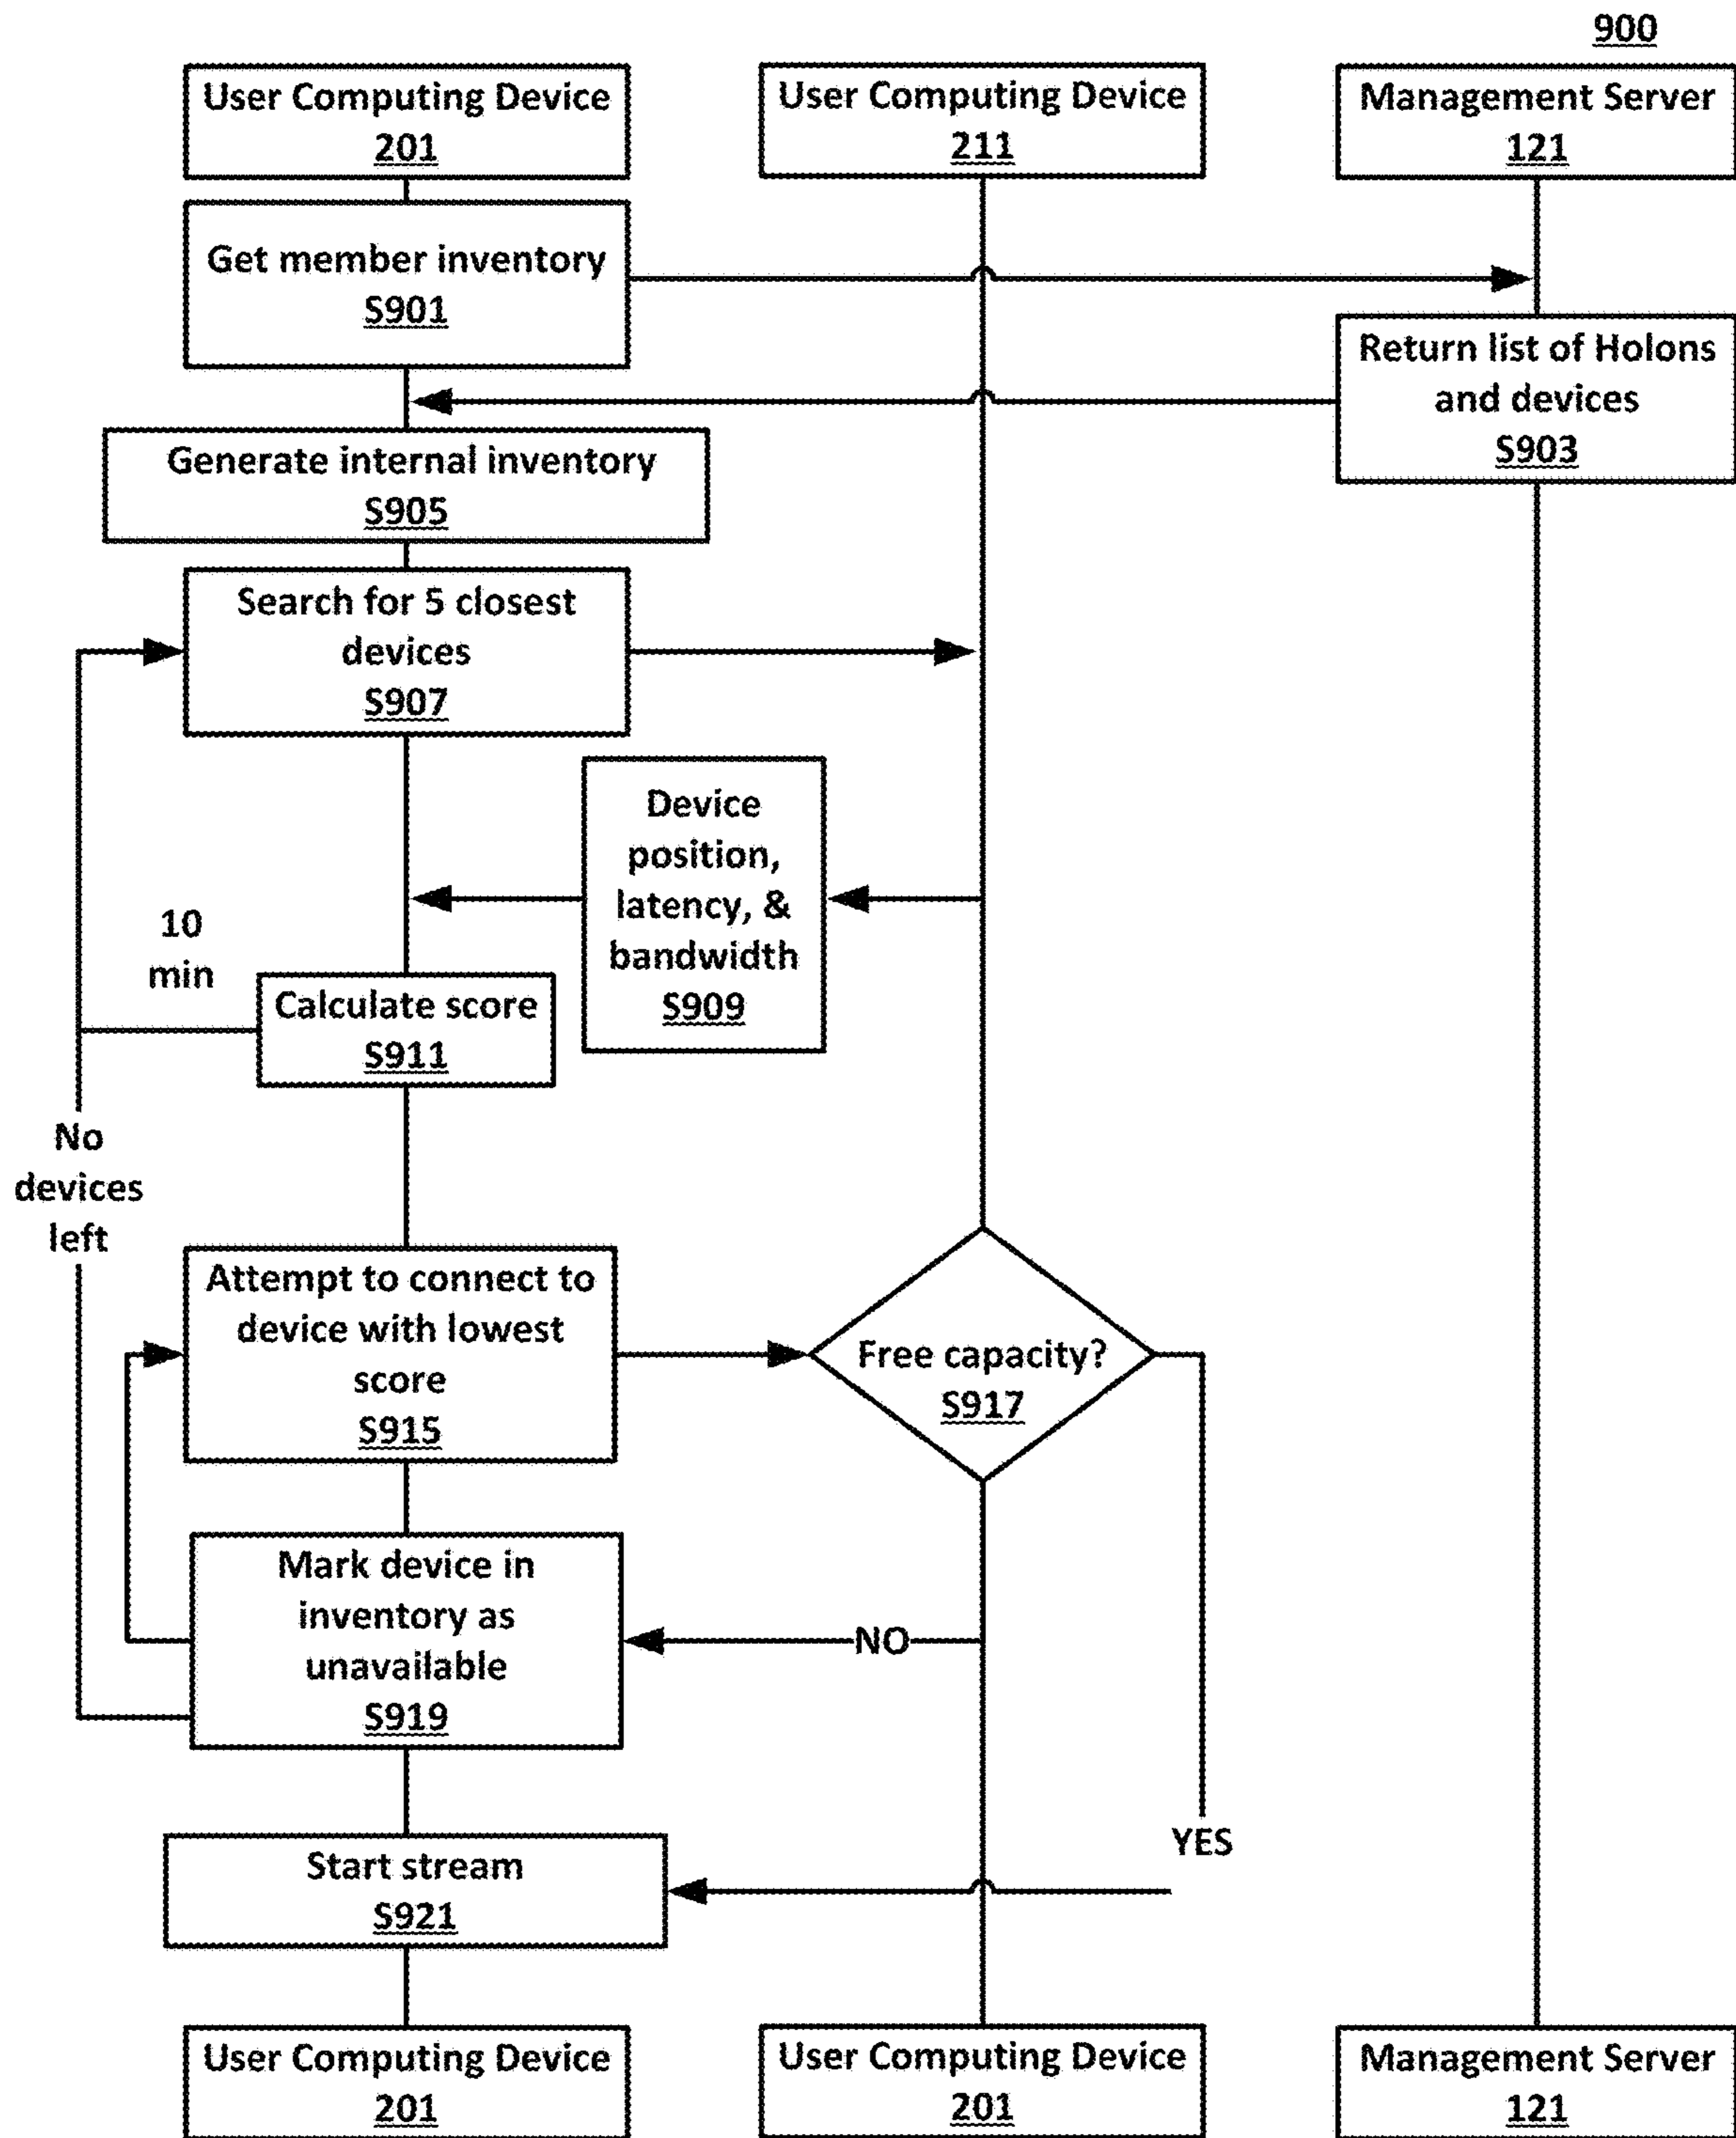 900
User Computing Device
201
User Computing Device
211
Management Server
121
Get member inventory
S901
Return list of Holons
and devices
S903
Generate internal inventory
S905
Search for 5 closest
devices
S907
Device
position,
latency, &
bandwidth
S909
10
min
Calculate score
S911
No
devices
left
Attempt to connect to
device with lowest
score
S915
Free capacity?
S917
Mark device in
inventory as
unavailable
S919
NO
YES
Start stream
S921
User Computing Device
201
User Computing Device
201
Management Server
121